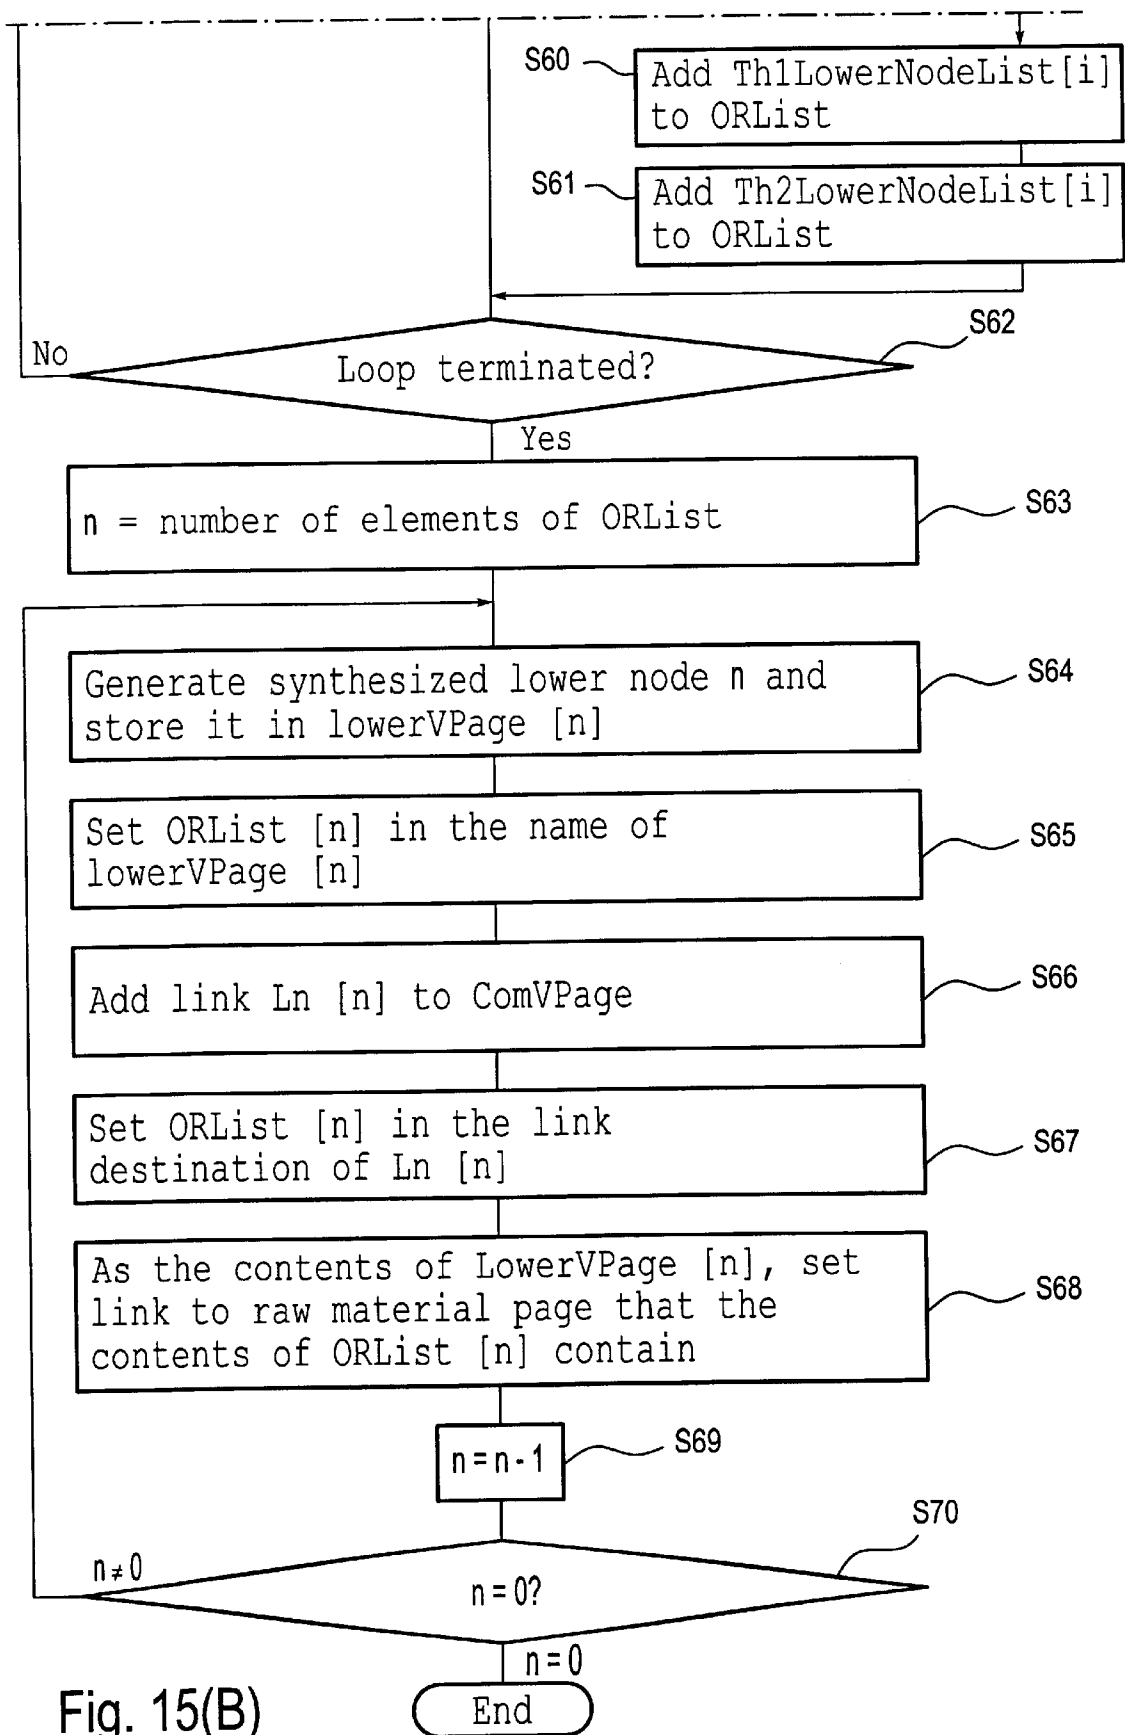 S60
Add Th1LowerNodeList[i]
to ORList
S61
Add Th2LowerNodeList[i]
to ORList
S62
No
Loop terminated?
Yes
n = number of elements of ORList
S63
Generate synthesized lower node n and
store it in lowerVPage [n]
S64
Set ORList [n] in the name of
lowerVPage [n]
S65
Add link Ln [n] to ComVPage
S66
Set ORList [n] in the link
destination of Ln [n]
S67
As the contents of LowerVPage [n], set
link to raw material page that the
contents of ORList [n] contain
S68
n=n-1
S69
S70
n≠0
n=0?
n=0
End
Fig. 15(B)